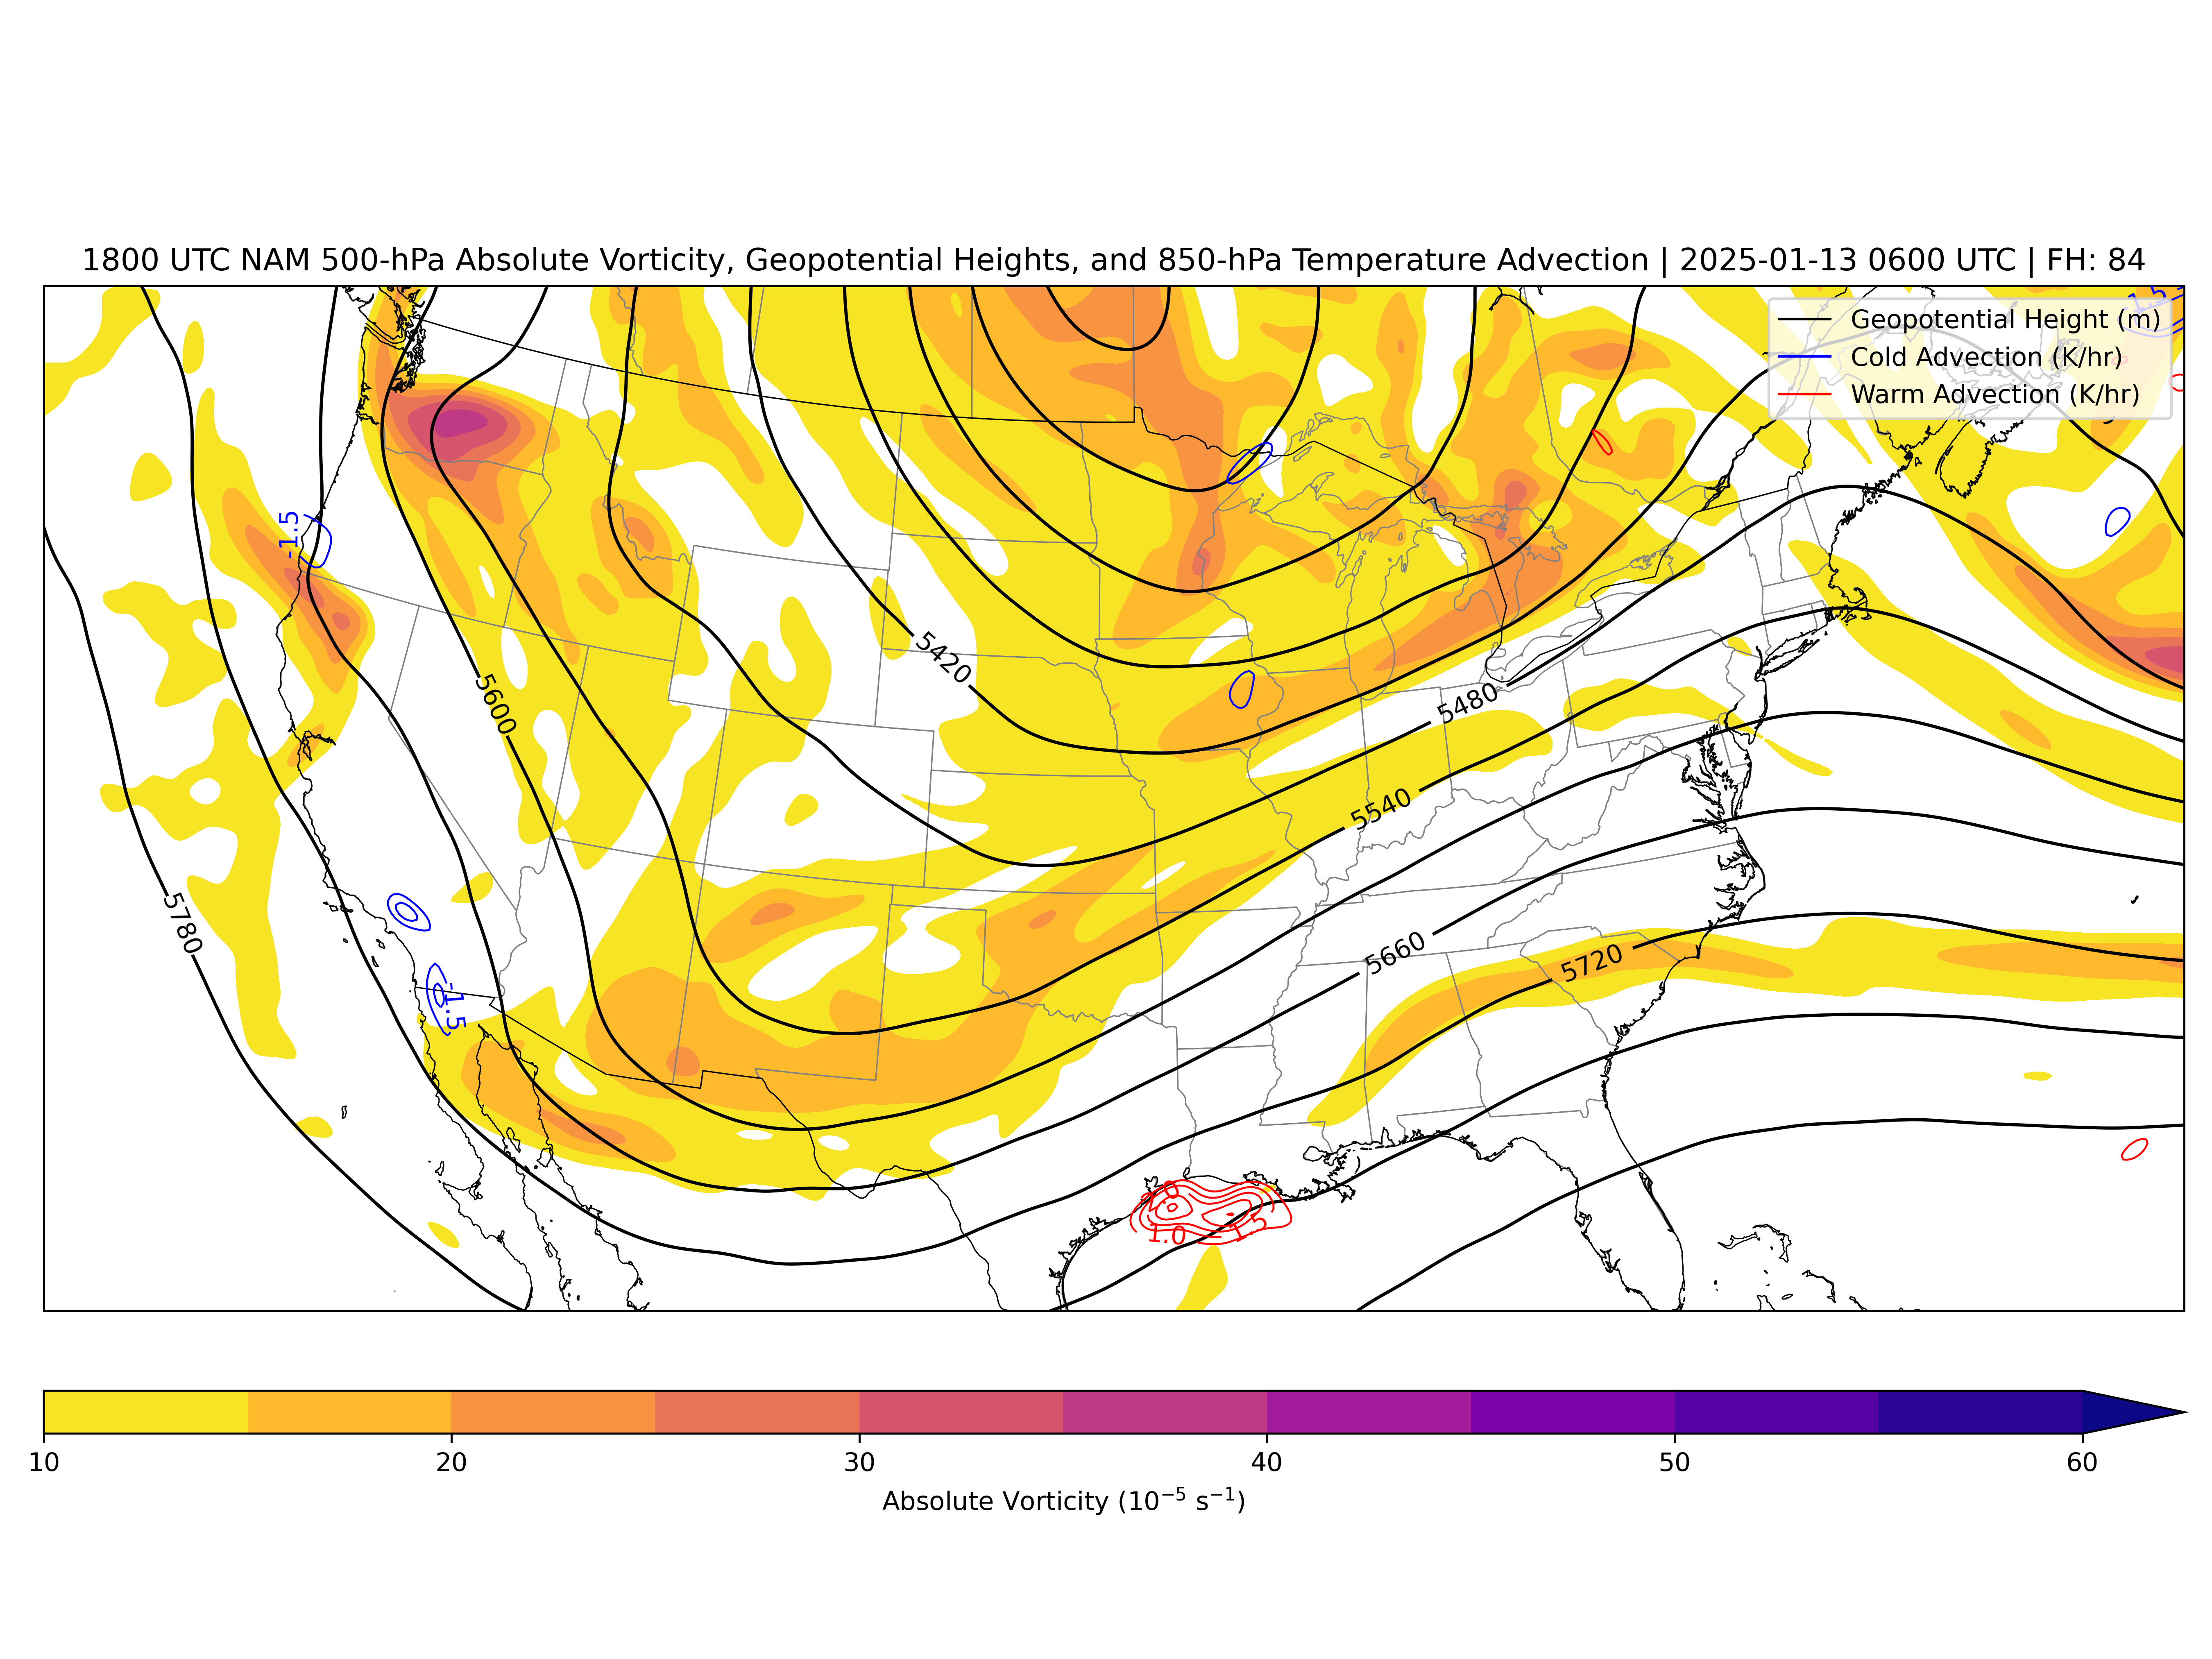 1800 UTC NAM 500-hPa Absolute Vorticity, Geopotential Heights, and 850-hPa Temperature Advection | 2025-01-13 0600 UTC | FH: 84
Geopotential Height (m)
Cold Advection (K/hr)
Warm Advection (K/hr)
-1.5
5420
5600
5480
5540
5780
5660
5720
-1.5
1.0
1.5
10 20 30 40 50 60
Absolute Vorticity (10⁻⁵ s⁻¹)